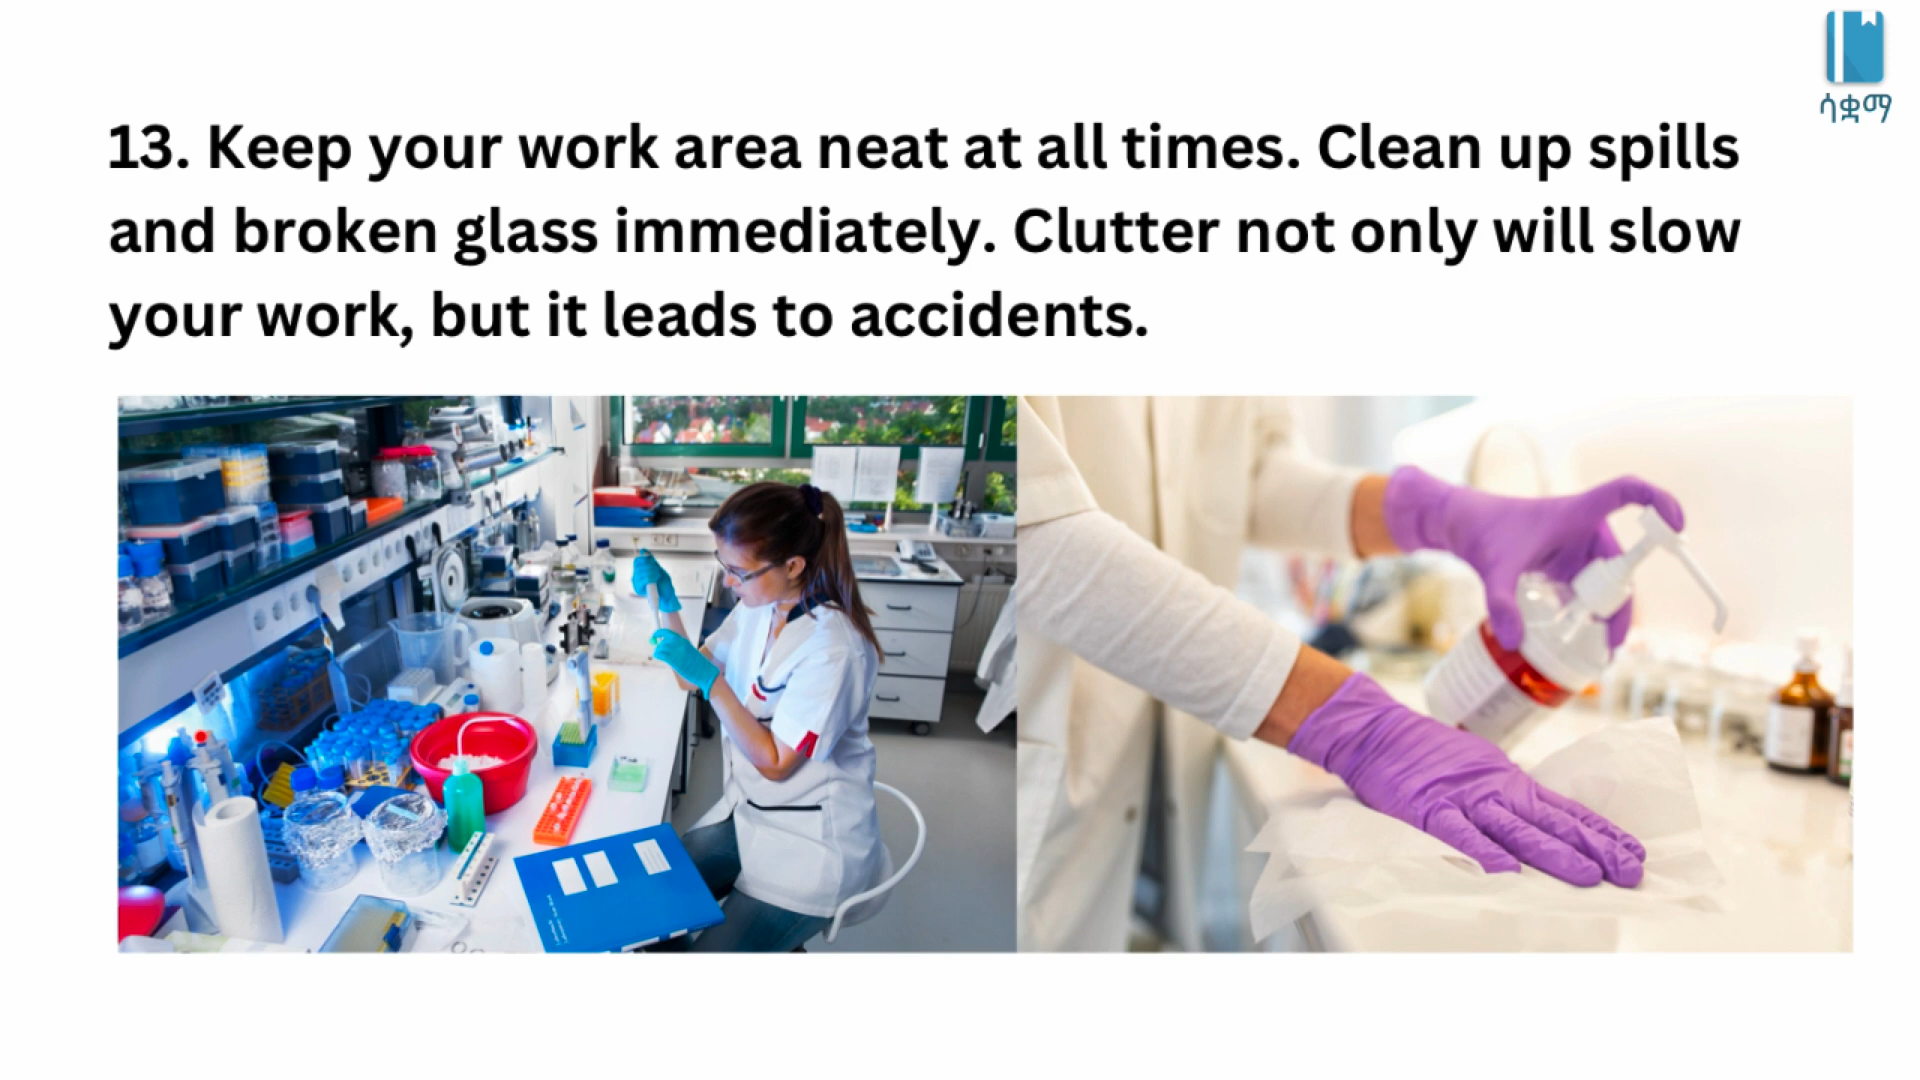 ሳቋማ
13. Keep your work area neat at all times. Clean up spills
and broken glass immediately. Clutter not only will slow
your work, but it leads to accidents.